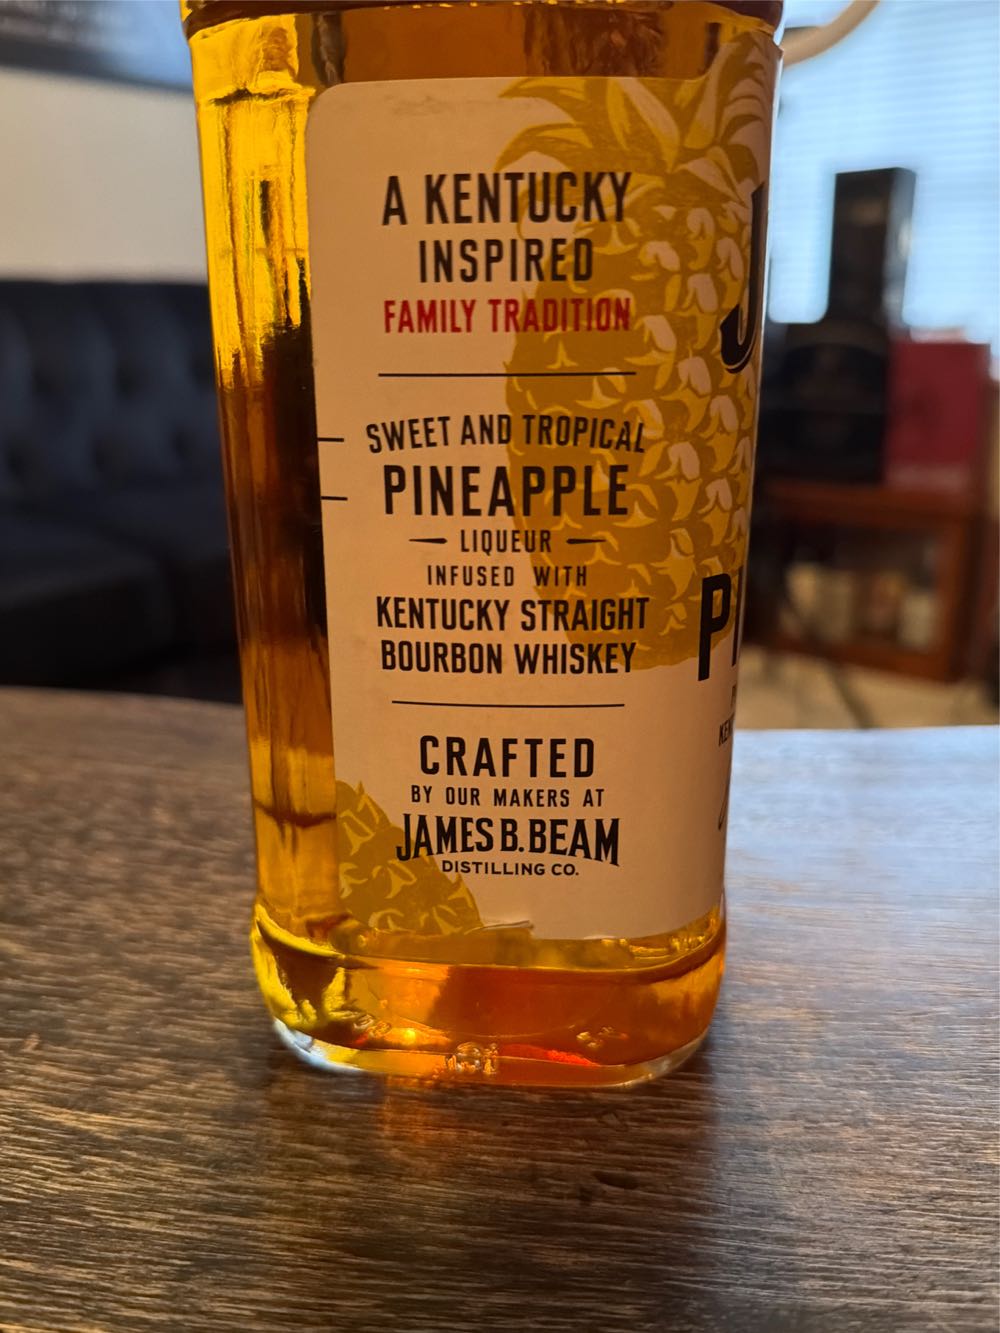 A KENTUCKY
INSPIRED
FAMILY TRADITION
SWEET AND TROPICAL
PINEAPPLE
LIQUEUR
INFUSED WITH
KENTUCKY STRAIGHT
BOURBON WHISKEY
CRAFTED
BY OUR MAKERS AT
JAMES B. BEAM
DISTILLING CO.